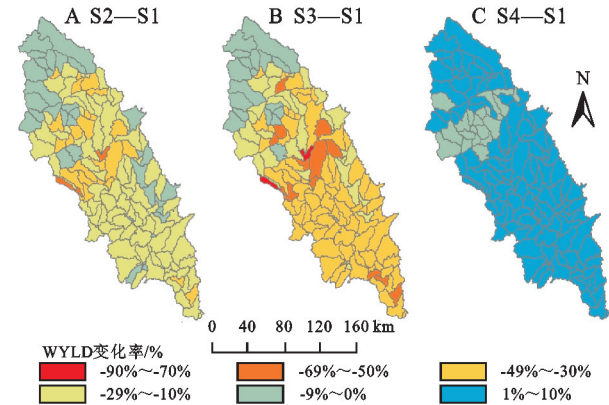 A S2—S1
B S3—S1
C S4—S1
N
0 40 80 120 160 km
WYLD变化率/%
-90%～-70%
-69%～-50%
-49%～-30%
-29%～-10%
-9%～0%
1%～10%